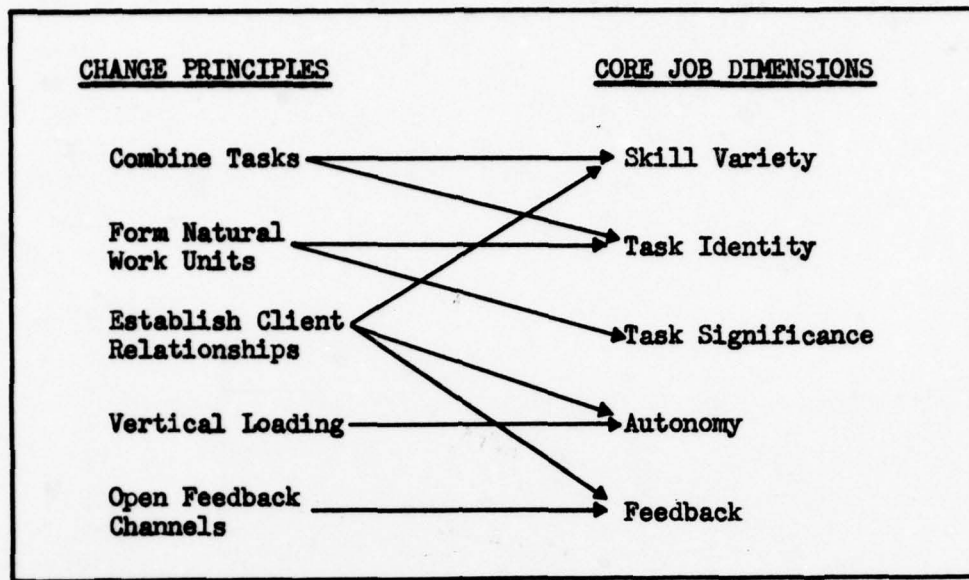 CHANGE PRINCIPLES
CORE JOB DIMENSIONS
Combine Tasks
Skill Variety
Form Natural
Work Units
Task Identity
Establish Client
Relationships
Task Significance
Vertical Loading
Autonomy
Open Feedback
Channels
Feedback